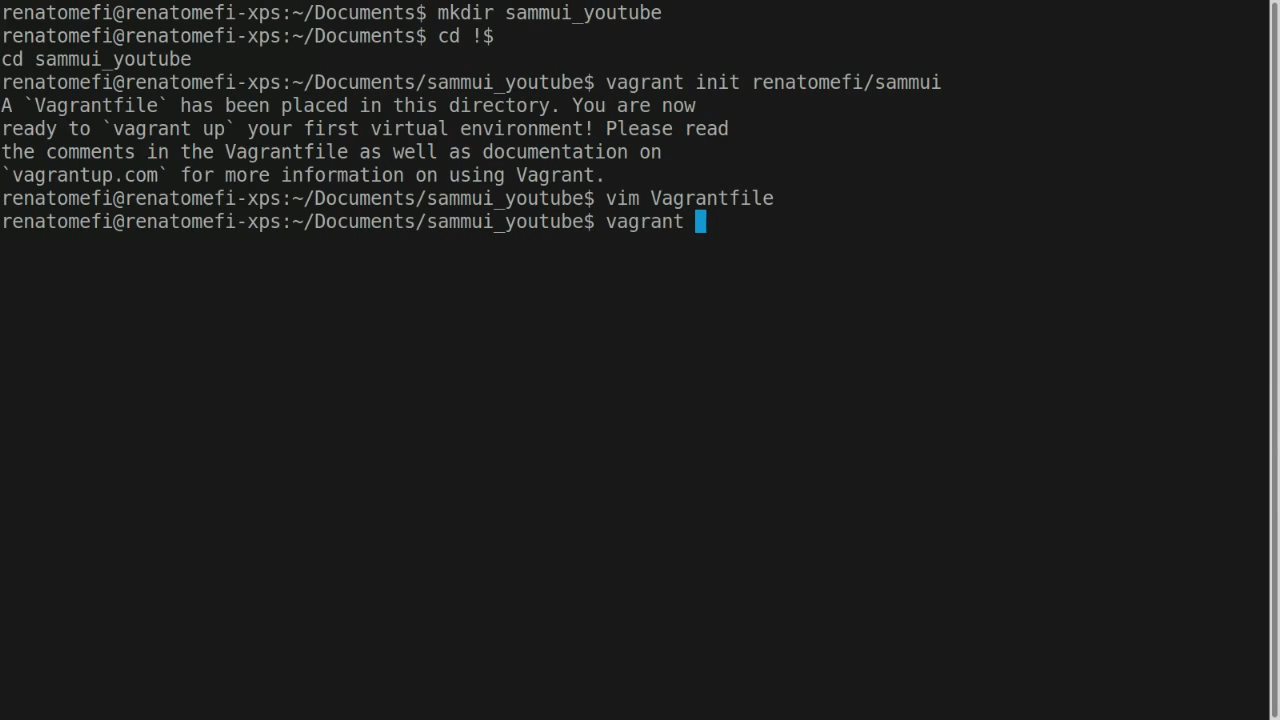 renatomefi@renatomefi-xps:~/Documents$ mkdir sammui_youtube
renatomefi@renatomefi-xps:~/Documents$ cd !$
cd sammui_youtube
renatomefi@renatomefi-xps:~/Documents/sammui_youtube$ vagrant init renatomefi/sammui
A `Vagrantfile` has been placed in this directory. You are now
ready to `vagrant up` your first virtual environment! Please read
the comments in the Vagrantfile as well as documentation on
`vagrantup.com` for more information on using Vagrant.
renatomefi@renatomefi-xps:~/Documents/sammui_youtube$ vim Vagrantfile
renatomefi@renatomefi-xps:~/Documents/sammui_youtube$ vagrant